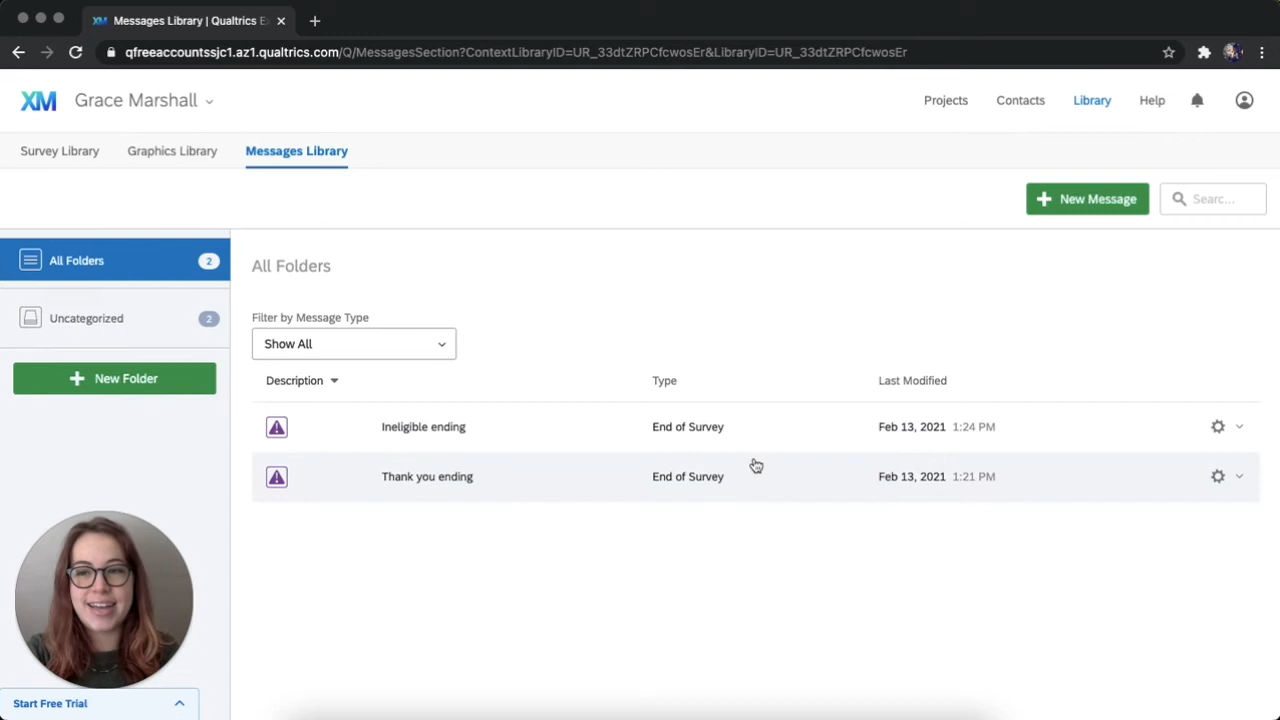 Messages Library | Qualtrics E
qfreeaccountssjc1.az1.qualtrics.com/Q/MessagesSection?ContextLibraryID=UR_33dtZRPCfcwosEr&LibraryID=UR_33dtZRPCfcwosEr
XM Grace Marshall
Projects Contacts Library Help
Survey Library Graphics Library Messages Library
New Message Searc...
All Folders 2
All Folders
Uncategorized 2
Filter by Message Type
Show All
New Folder
Description Type Last Modified
Ineligible ending End of Survey Feb 13, 2021 1:24 PM
Thank you ending End of Survey Feb 13, 2021 1:21 PM
Start Free Trial